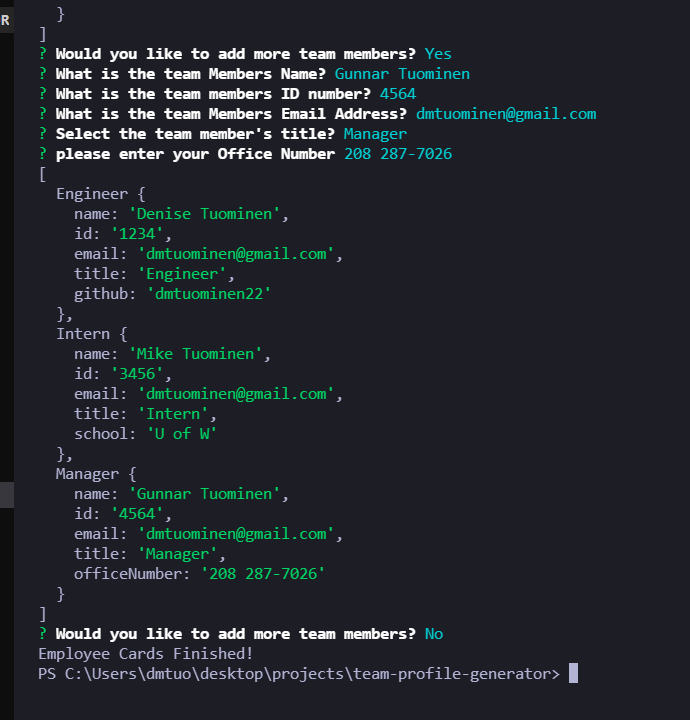 R
}
]
? Would you like to add more team members? Yes
? What is the team Members Name? Gunnar Tuominen
? What is the team members ID number? 4564
? What is the team Members Email Address? dmtuominen@gmail.com
? Select the team member's title? Manager
? please enter your Office Number 208 287-7026
[
  Engineer {
    name: 'Denise Tuominen',
    id: '1234',
    email: 'dmtuominen@gmail.com',
    title: 'Engineer',
    github: 'dmtuominen22'
  },
  Intern {
    name: 'Mike Tuominen',
    id: '3456',
    email: 'dmtuominen@gmail.com',
    title: 'Intern',
    school: 'U of W'
  },
  Manager {
    name: 'Gunnar Tuominen',
    id: '4564',
    email: 'dmtuominen@gmail.com',
    title: 'Manager',
    officeNumber: '208 287-7026'
  }
]
? Would you like to add more team members? No
Employee Cards Finished!
PS C:\Users\dmtuo\desktop\projects\team-profile-generator>